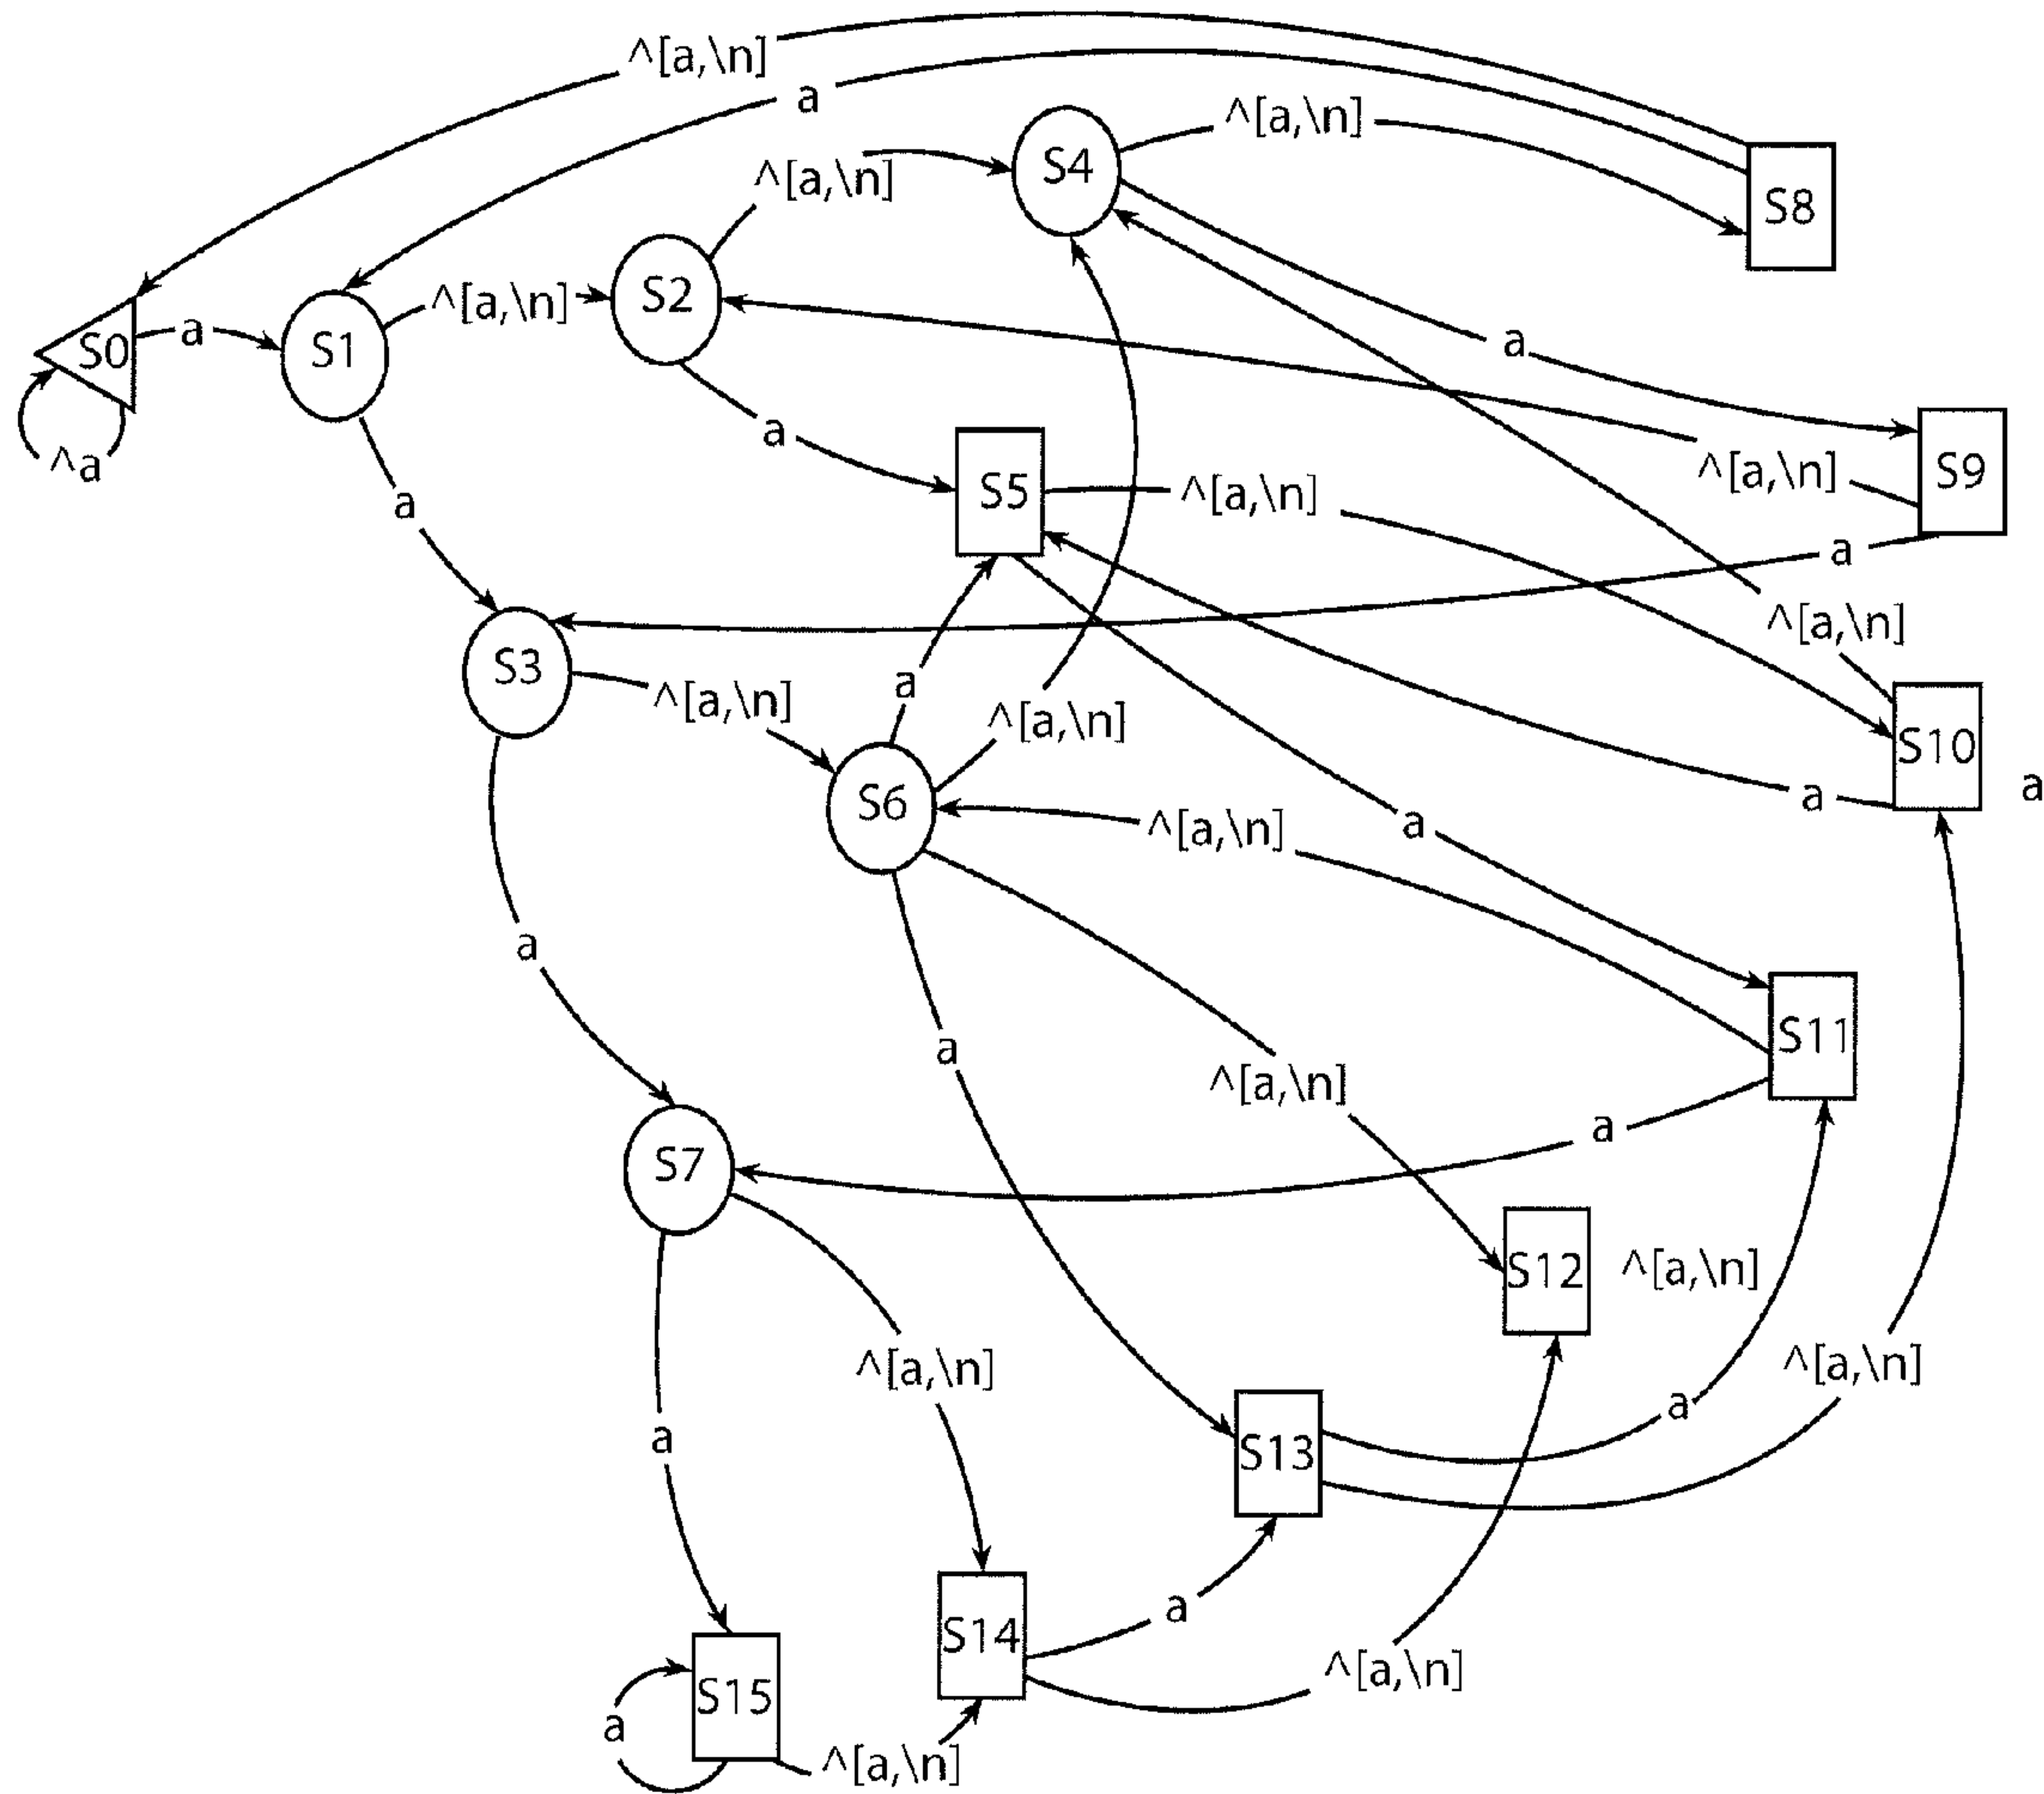 ^[a,\n]
a
^[a,\n]
S4
^[a,\n]
S8
S2
^[a,\n]
S0
a
S1
a
^a
a
S5
^[a,\n]
^[a,\n]
S9
a
a
^[a,\n]
S3
a
^[a,\n]
^[a,\n]
S10
a
a
S6
^[a,\n]
a
a
S11
a
^[a,\n]
a
S7
S12
^[a,\n]
^[a,\n]
^[a,\n]
a
a
S13
a
S14
^[a,\n]
S15
a
^[a,\n]